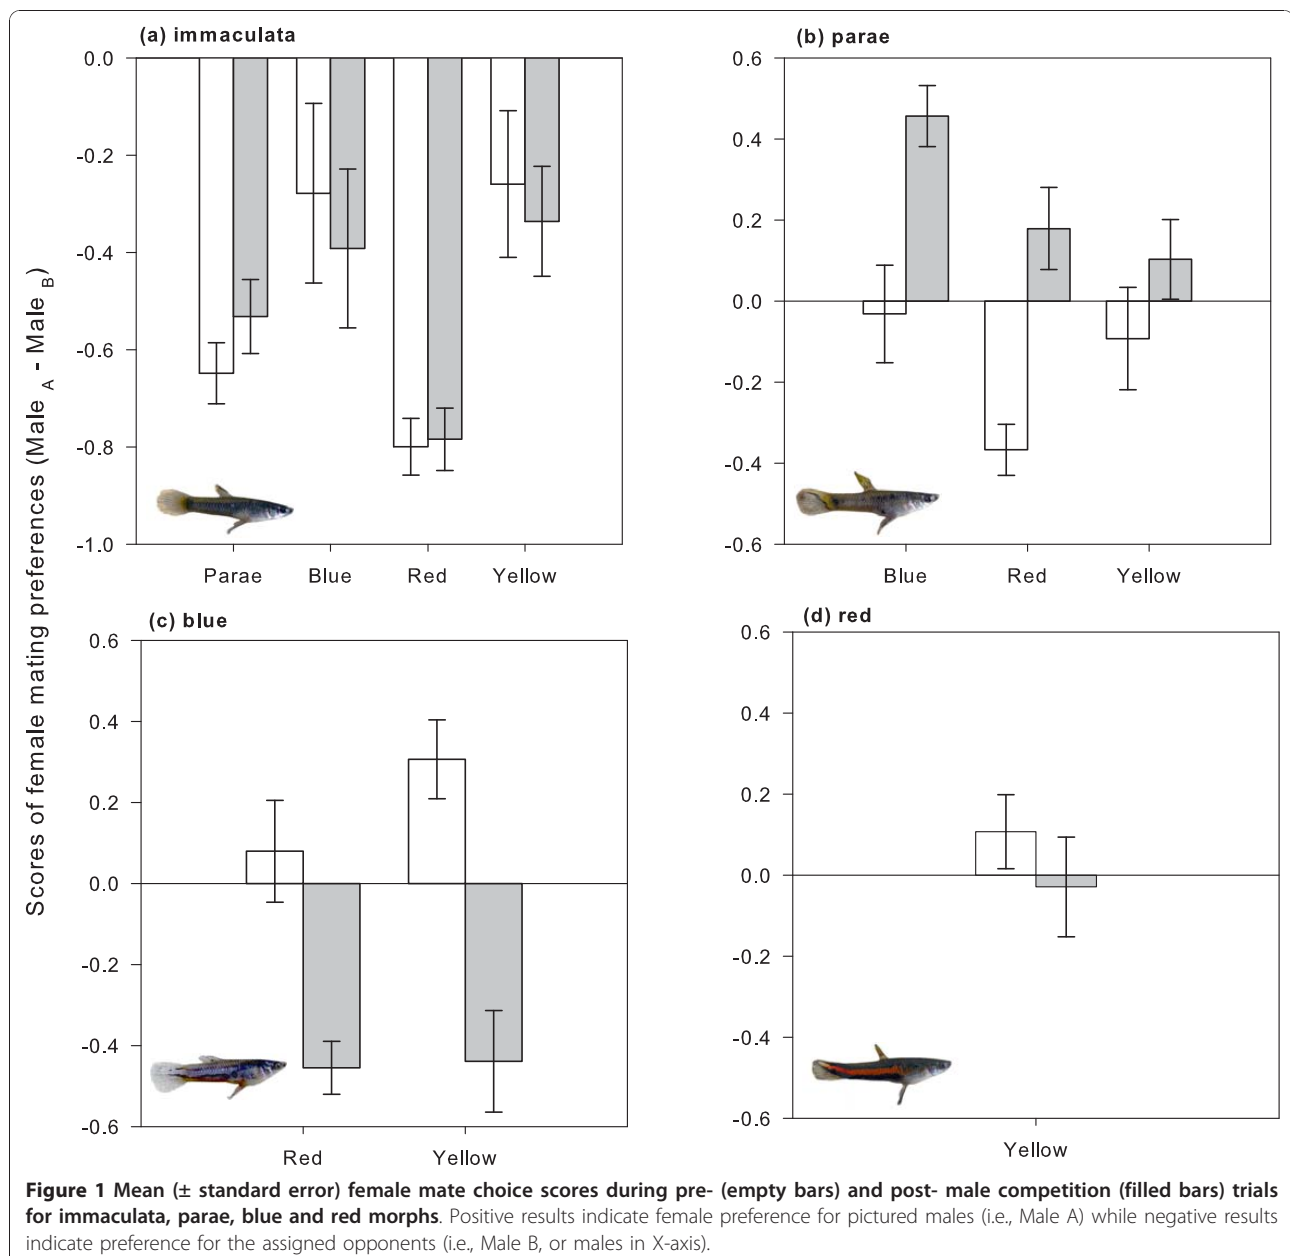 Scores of female mating preferences (Male A - Male B)
(a) immaculata
0.0
-0.2
-0.4
-0.6
-0.8
-1.0
Parae Blue Red Yellow
(b) parae
0.6
0.4
0.2
0.0
-0.2
-0.4
-0.6
Blue Red Yellow
(c) blue
0.6
0.4
0.2
0.0
-0.2
-0.4
-0.6
Red Yellow
(d) red
0.6
0.4
0.2
0.0
-0.2
-0.4
-0.6
Yellow
Figure 1 Mean (± standard error) female mate choice scores during pre- (empty bars) and post- male competition (filled bars) trials
for immaculata, parae, blue and red morphs. Positive results indicate female preference for pictured males (i.e., Male A) while negative results
indicate preference for the assigned opponents (i.e., Male B, or males in X-axis).